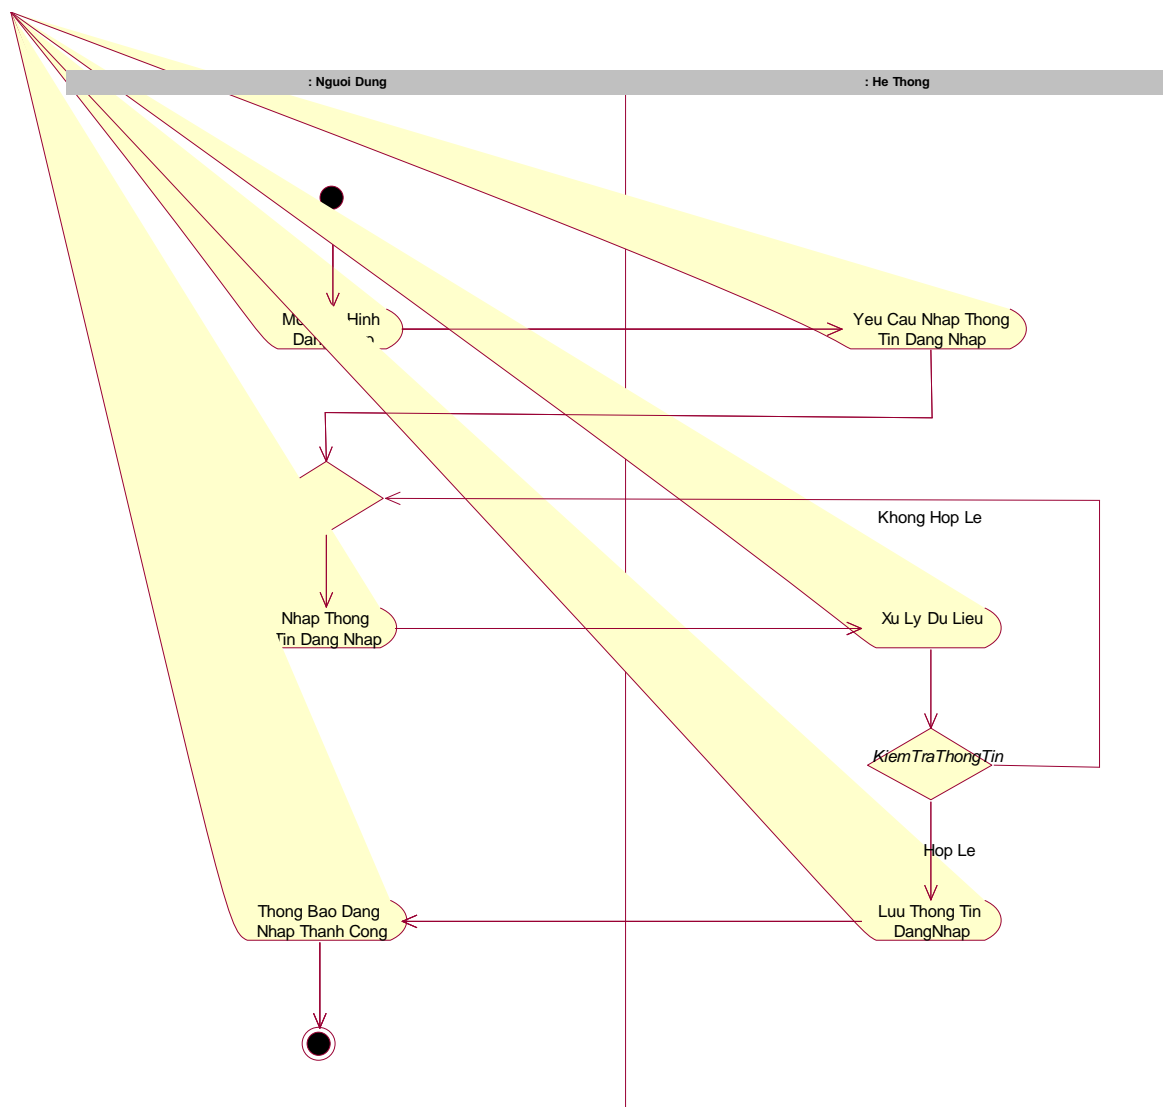 : Nguoi Dung
: He Thong
Hinh
Yeu Cau Nhap Thong
Tin Dang Nhap
Khong Hop Le
Nhap Thong
Tin Dang Nhap
Xu Ly Du Lieu
KiemTraThongTin
Hop Le
Thong Bao Dang
Nhap Thanh Cong
Luu Thong Tin
DangNhap